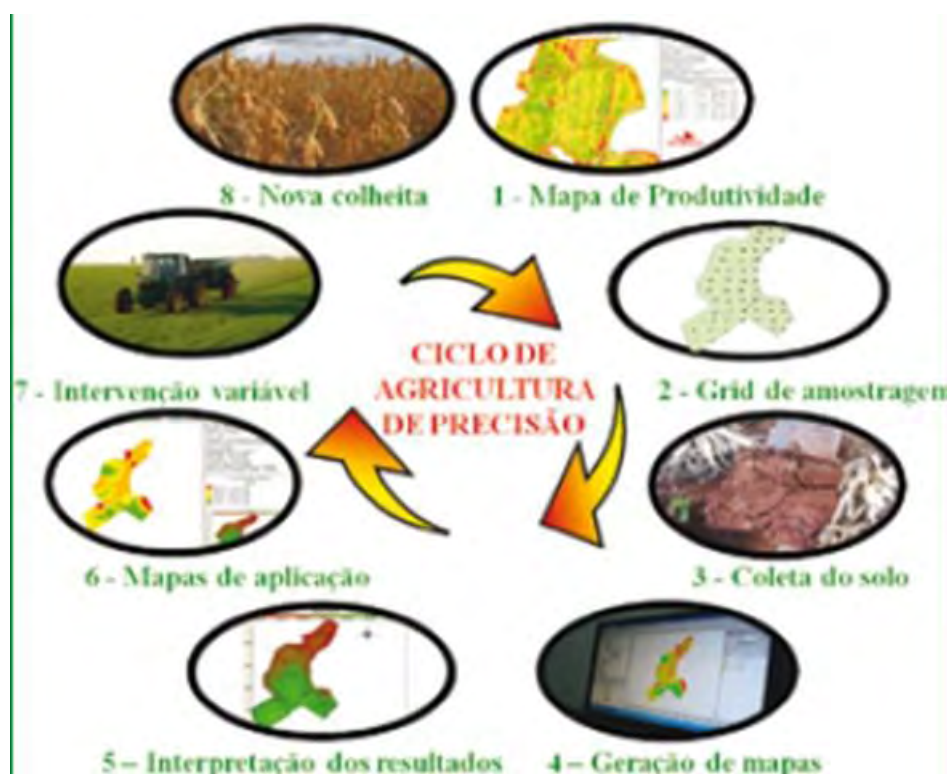 8 - Nova colheita
1 - Mapa de Produtividade
CICLO DE
AGRICULTURA
DE PRECISÃO
2 - Grid de amostragem
7 - Intervenção variável
3 - Coleta do solo
6 - Mapas de aplicação
4 – Geração de mapas
5 – Interpretação dos resultados